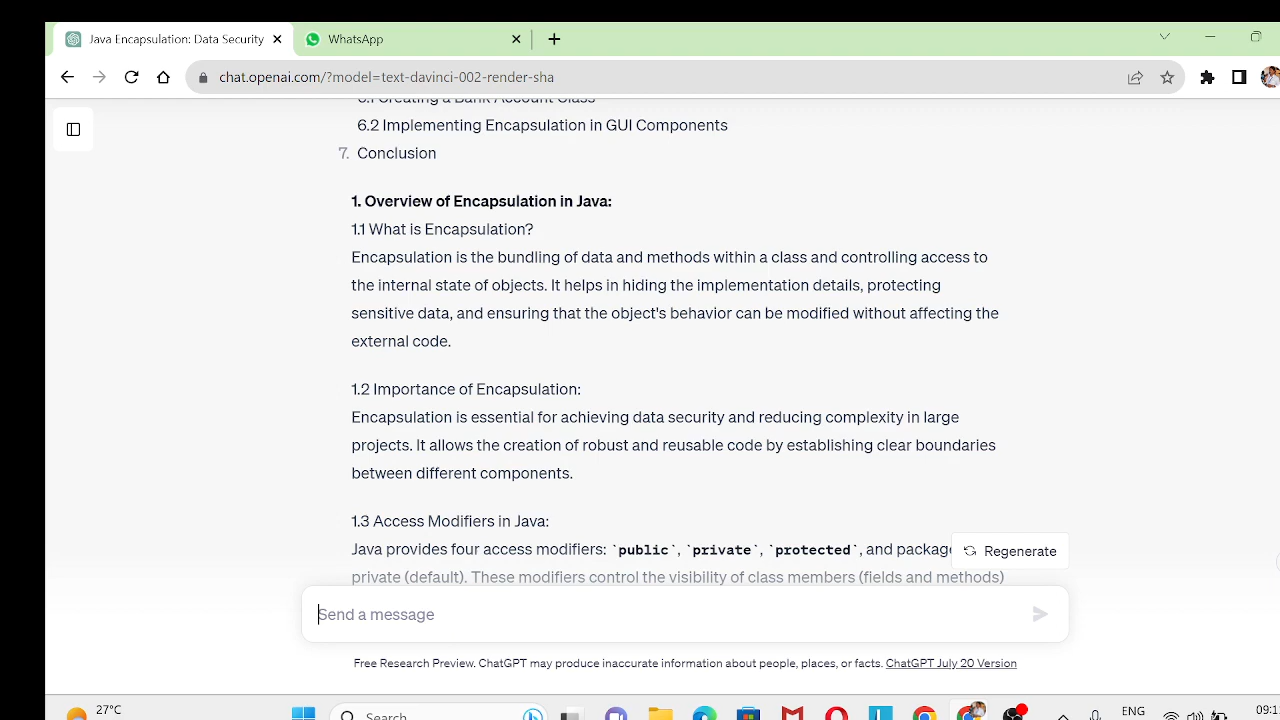 Java Encapsulation: Data Security
WhatsApp
chat.openai.com/?model=text-davinci-002-render-sha
6.1 Creating a Bank Account Class
6.2 Implementing Encapsulation in GUI Components
7. Conclusion
1. Overview of Encapsulation in Java:
1.1 What is Encapsulation?
Encapsulation is the bundling of data and methods within a class and controlling access to
the internal state of objects. It helps in hiding the implementation details, protecting
sensitive data, and ensuring that the object's behavior can be modified without affecting the
external code.
1.2 Importance of Encapsulation:
Encapsulation is essential for achieving data security and reducing complexity in large
projects. It allows the creation of robust and reusable code by establishing clear boundaries
between different components.
1.3 Access Modifiers in Java:
Java provides four access modifiers: `public`, `private`, `protected`, and package
Regenerate
private (default). These modifiers control the visibility of class members (fields and methods)
Send a message
Free Research Preview. ChatGPT may produce inaccurate information about people, places, or facts. ChatGPT July 20 Version
27°C
Search
ENG